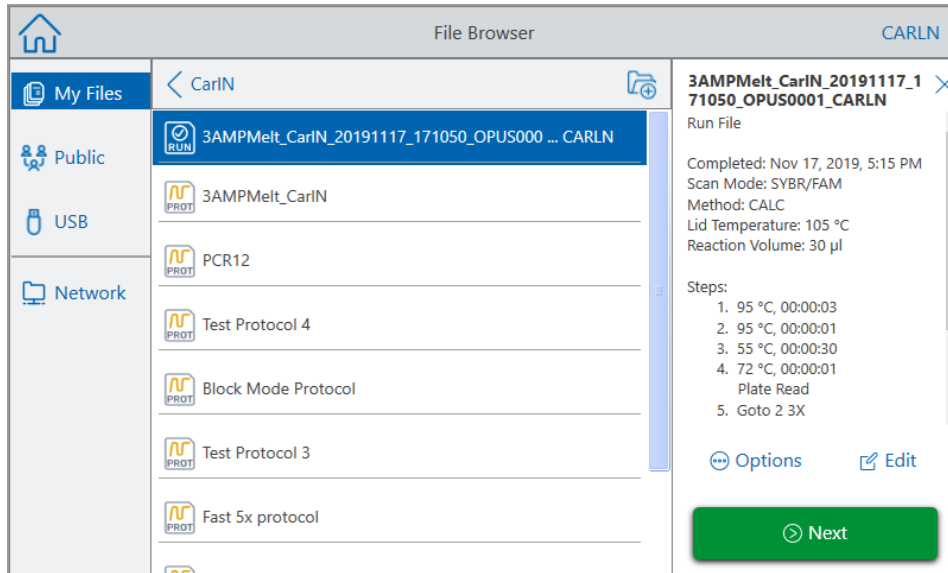 File Browser
CARLN
My Files
Public
USB
Network
CarIN
RUN
3AMPMelt_CarIN_20191117_171050_OPUS000 ... CARLN
PROT
3AMPMelt_CarIN
PROT
PCR12
PROT
Test Protocol 4
PROT
Block Mode Protocol
PROT
Test Protocol 3
PROT
Fast 5x protocol
3AMPMelt_CarIN_20191117_1
71050_OPUS0001_CARLN
Run File
Completed: Nov 17, 2019, 5:15 PM
Scan Mode: SYBR/FAM
Method: CALC
Lid Temperature: 105 °C
Reaction Volume: 30 µl
Steps:
1. 95 °C, 00:00:03
2. 95 °C, 00:00:01
3. 55 °C, 00:00:30
4. 72 °C, 00:00:01
Plate Read
5. Goto 2 3X
Options
Edit
Next